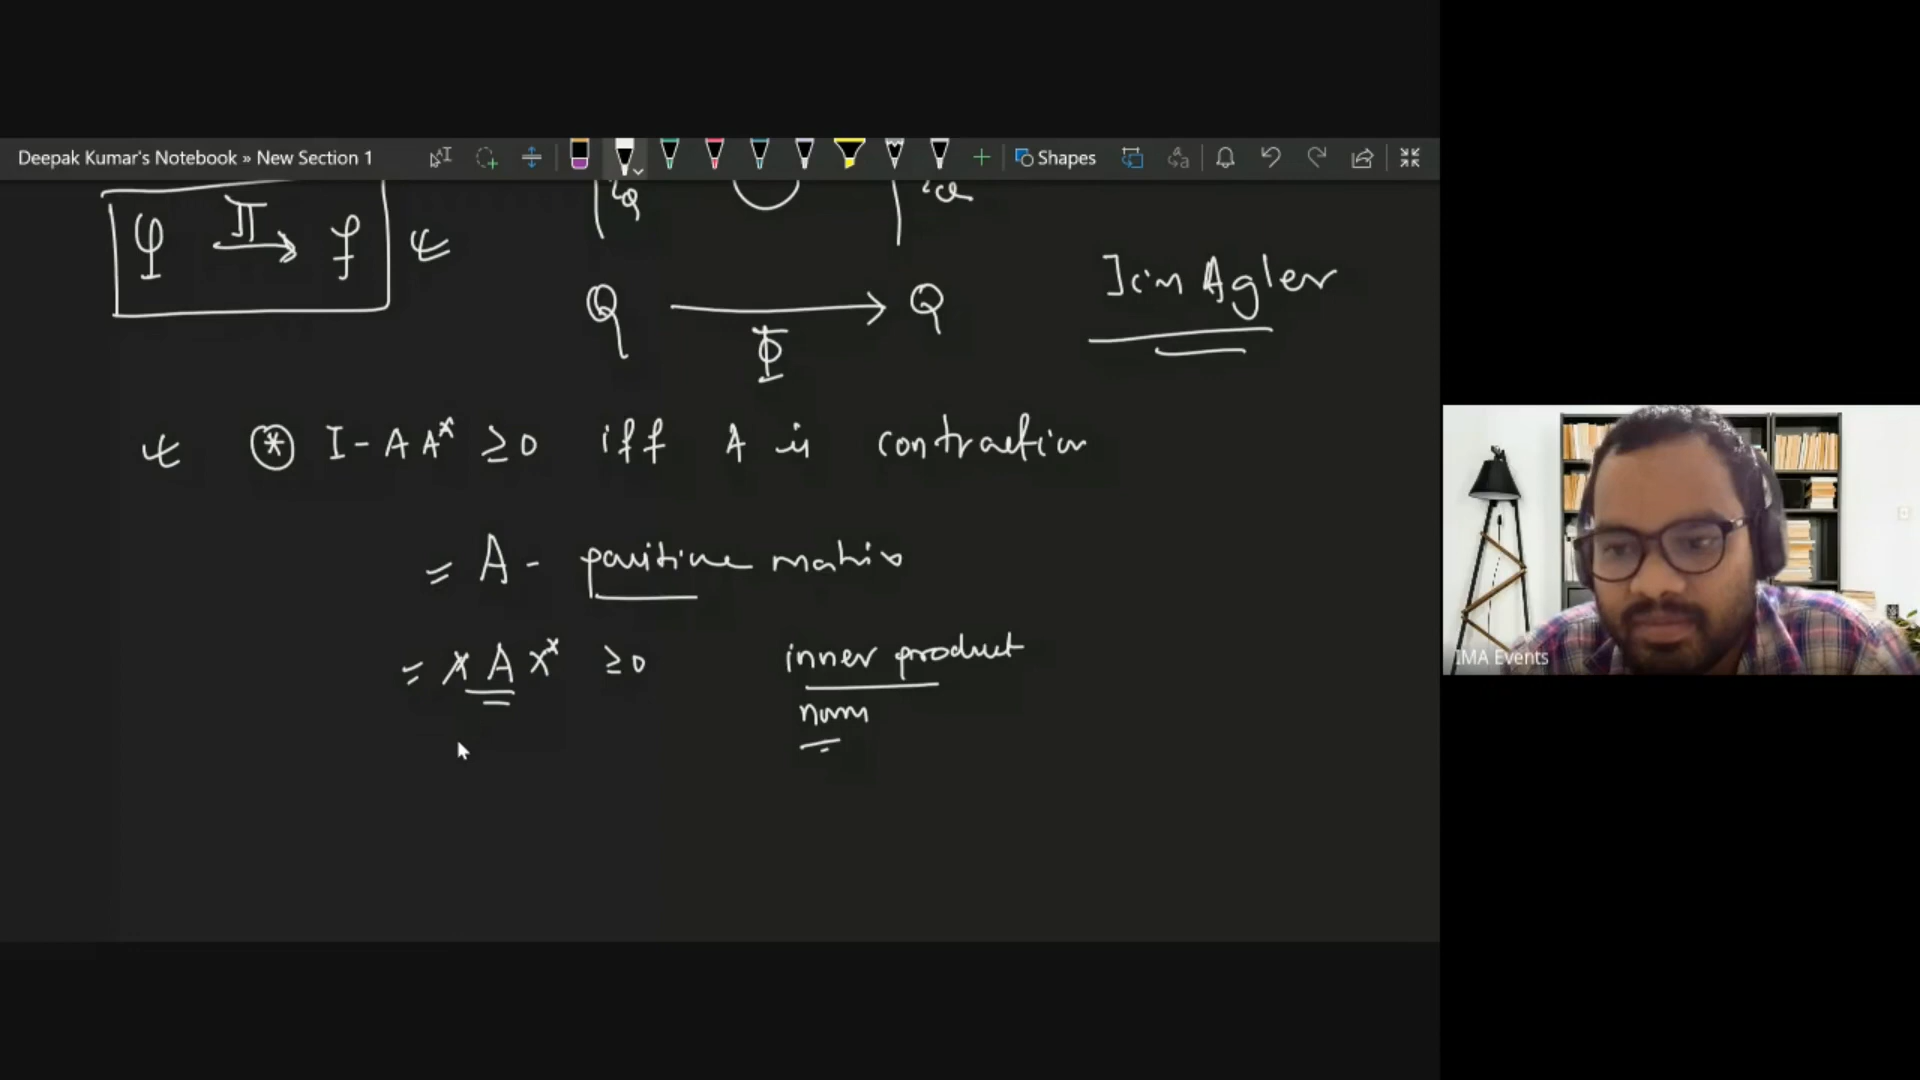 Deepak Kumar's Notebook » New Section 1
Shapes
φ π→ f
Q → Q
Φ
Jim Agler
* I - A A* ≥ 0 iff A is contraction
= A - positive matrix
= x A x* ≥ 0
inner product
norm
IMA Events